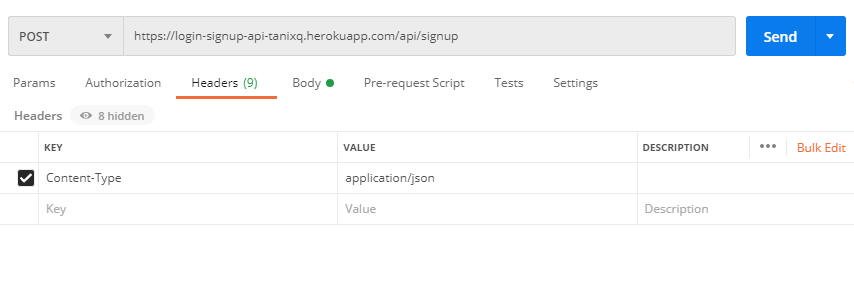 POST https://login-signup-api-tanixq.herokuapp.com/api/signup Send
Params Authorization Headers (9) Body Pre-request Script Tests Settings
Headers 8 hidden
KEY VALUE DESCRIPTION ••• Bulk Edit
Content-Type application/json
Key Value Description